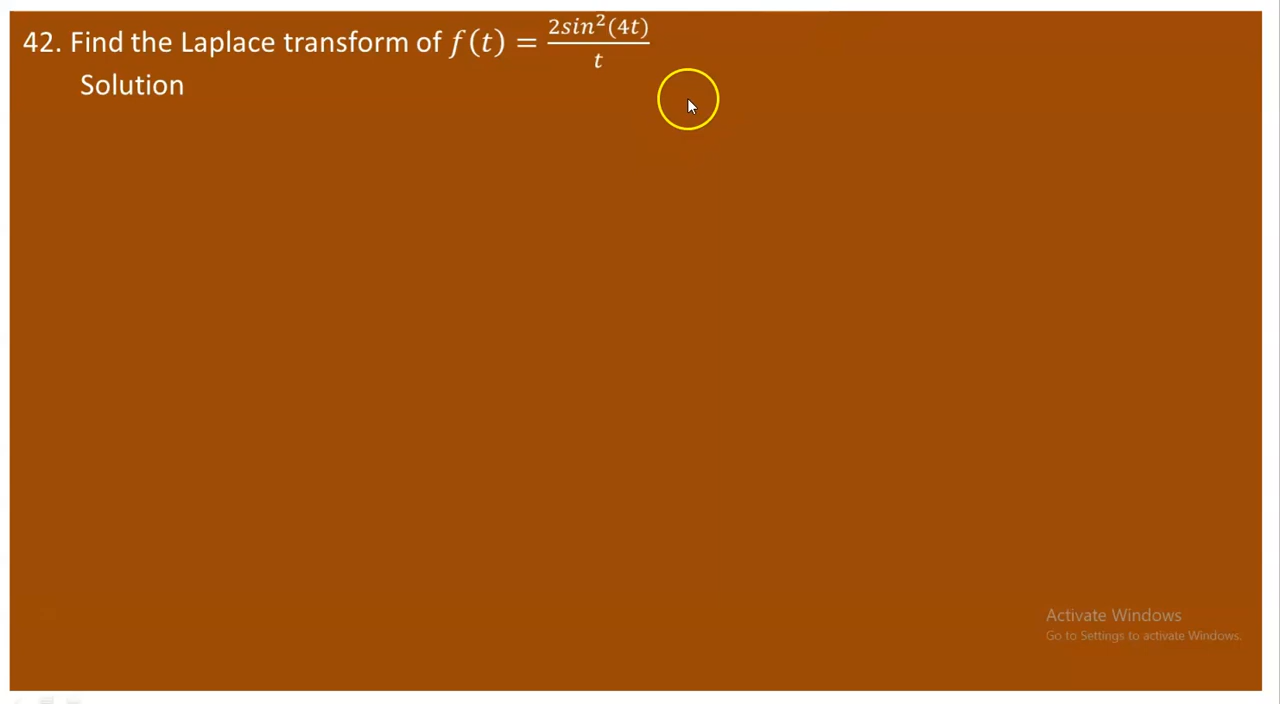 42. Find the Laplace transform of f(t) = 2sin²(4t)/t
Solution
Activate Windows
Go to Settings to activate Windows.